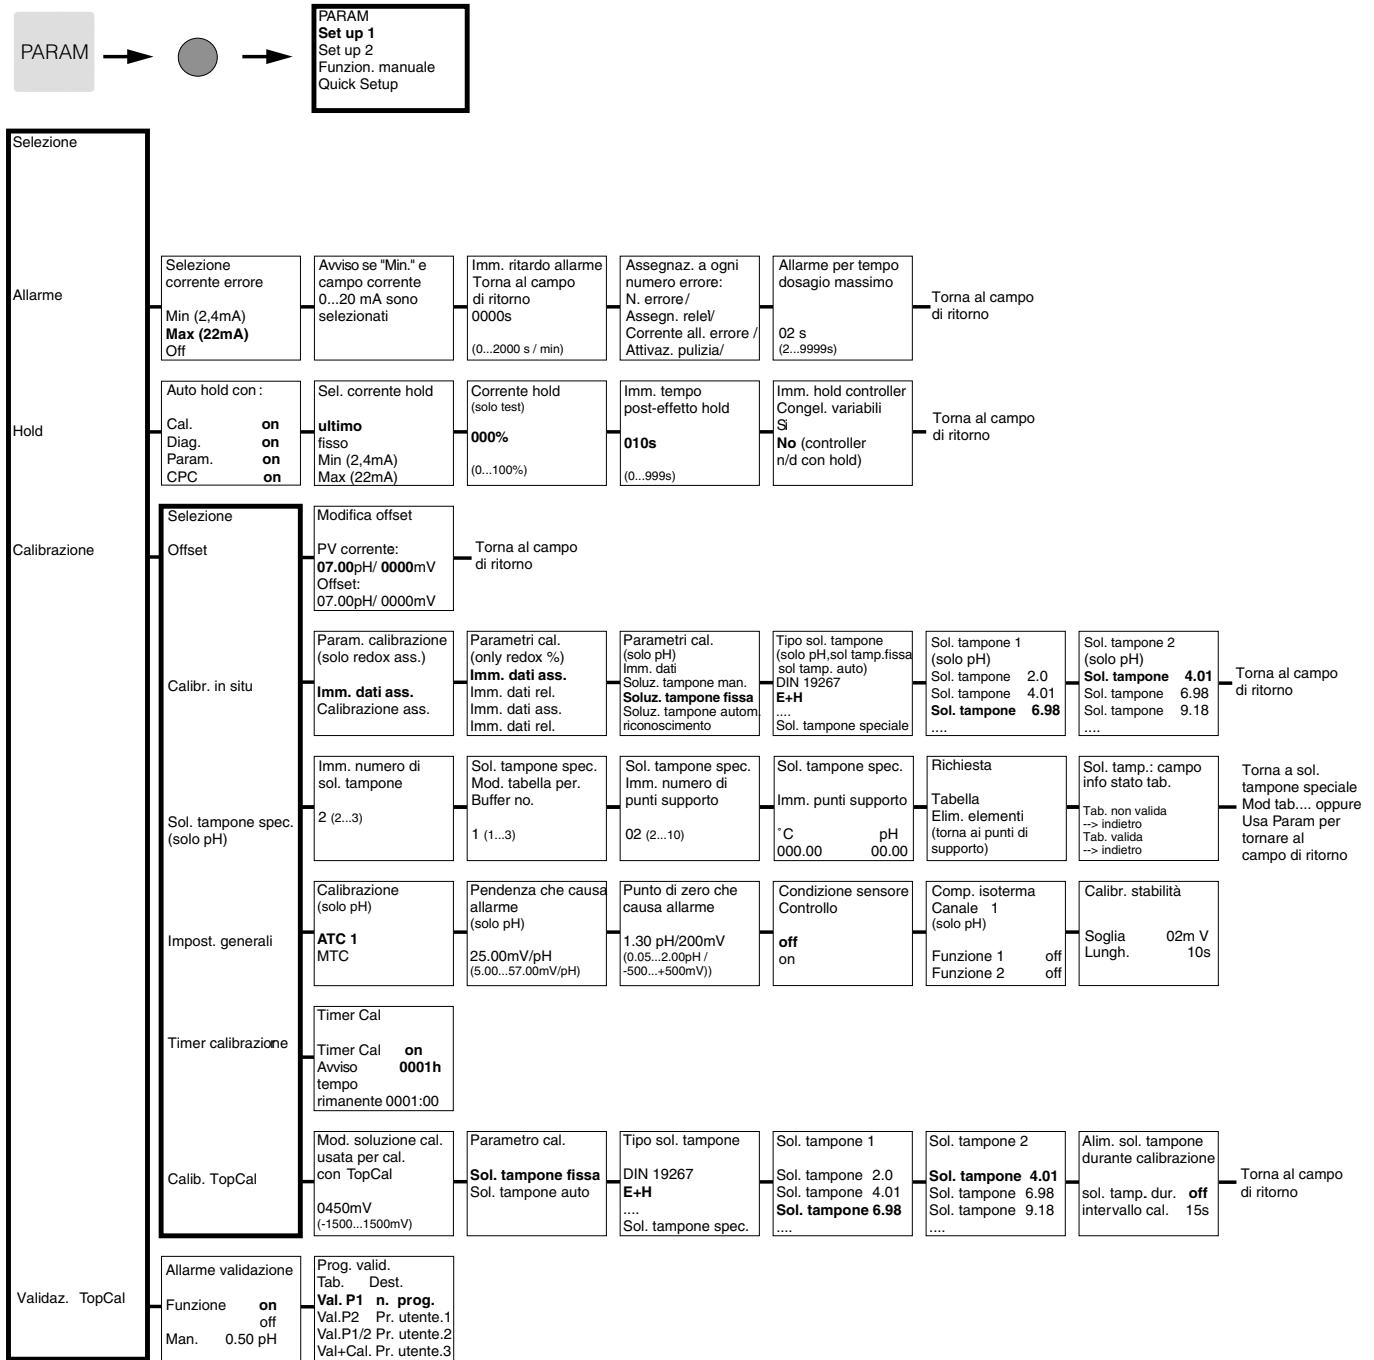 PARAM
PARAM
Set up 1
Set up 2
Funzion. manuale
Quick Setup
Selezione
Allarme
Selezione
corrente errore
Min (2,4mA)
Max (22mA)
Off
Avviso se "Min." e
campo corrente
0...20 mA sono
selezionati
Imm. ritardo allarme
Torna al campo
di ritorno
0000s
(0...2000 s / min)
Assegnaz. a ogni
numero errore:
N. errore/
Assegn. relel/
Corrente all. errore /
Attivaz. pulizia/
Allarme per tempo
dosagio massimo
02 s
(2...9999s)
Torna al campo
di ritorno
Hold
Auto hold con :
Cal. on
Diag. on
Param. on
CPC on
Sel. corrente hold
ultimo
fisso
Min (2,4mA)
Max (22mA)
Corrente hold
(solo test)
000%
(0...100%)
Imm. tempo
post-effetto hold
010s
(0...999s)
Imm. hold controller
Congel. variabili
Si
No (controller
n/d con hold)
Torna al campo
di ritorno
Calibrazione
Selezione
Offset
Modifica offset
PV corrente:
07.00pH/ 0000mV
Offset:
07.00pH/ 0000mV
Torna al campo
di ritorno
Calibr. in situ
Param. calibrazione
(solo redox ass.)
Imm. dati ass.
Calibrazione ass.
Parametri cal.
(only redox %)
Imm. dati ass.
Imm. dati rel.
Imm. dati ass.
Imm. dati rel.
Parametri cal.
(solo pH)
Imm. dati
Soluz. tampone man.
Soluz. tampone fissa
Soluz. tampone autom.
riconoscimento
Tipo sol. tampone
(solo pH,sol tamp.fissa
sol tamp. auto)
DIN 19267
E+H
....
Sol. tampone speciale
Sol. tampone 1
(solo pH)
Sol. tampone 2.0
Sol. tampone 4.01
Sol. tampone 6.98
....
Sol. tampone 2
(solo pH)
Sol. tampone 4.01
Sol. tampone 6.98
Sol. tampone 9.18
....
Torna al campo
di ritorno
Sol. tampone spec.
(solo pH)
Imm. numero di
sol. tampone
2 (2...3)
Sol. tampone spec.
Mod. tabella per.
Buffer no.
1 (1...3)
Sol. tampone spec.
Imm. numero di
punti supporto
02 (2...10)
Sol. tampone spec.
Imm. punti supporto
°C pH
000.00 00.00
Richiesta
Tabella
Elim. elementi
(torna ai punti di
supporto)
Sol. tamp.: campo
info stato tab.
Tab. non valida
--> indietro
Tab. valida
--> indietro
Torna a sol.
tampone speciale
Mod tab.... oppure
Usa Param per
tornare al
campo di ritorno
Impost. generali
Calibrazione
(solo pH)
ATC 1
MTC
Pendenza che causa
allarme
(solo pH)
25.00mV/pH
(5.00...57.00mV/pH)
Punto di zero che
causa allarme
1.30 pH/200mV
(0.05...2.00pH /
-500...+500mV))
Condizione sensore
Controllo
off
on
Comp. isoterma
Canale 1
(solo pH)
Funzione 1 off
Funzione 2 off
Calibr. stabilità
Soglia 02m V
Lungh. 10s
Timer calibrazione
Timer Cal
Timer Cal on
Avviso 0001h
tempo
rimanente 0001:00
Calib. TopCal
Mod. soluzione cal.
usata per cal.
con TopCal
0450mV
(-1500...1500mV)
Parametro cal.
Sol. tampone fissa
Sol. tampone auto
Tipo sol. tampone
DIN 19267
E+H
....
Sol. tampone spec.
Sol. tampone 1
Sol. tampone 2.0
Sol. tampone 4.01
Sol. tampone 6.98
....
Sol. tampone 2
Sol. tampone 4.01
Sol. tampone 6.98
Sol. tampone 9.18
....
Alim. sol. tampone
durante calibrazione
sol. tamp. dur. off
intervallo cal. 15s
Torna al campo
di ritorno
Validaz. TopCal
Allarme validazione
Funzione on
off
Man. 0.50 pH
Prog. valid.
Tab. Dest.
Val. P1 n. prog.
Val.P2 Pr. utente.1
Val.P1/2 Pr. utente.2
Val+Cal. Pr. utente.3